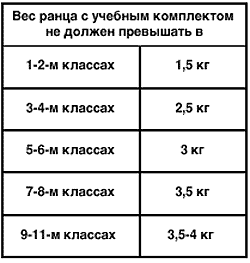 Вес ранца с учебным комплектом
не должен превышать в
1-2-м классах 1,5 кг
3-4-м классах 2,5 кг
5-6-м классах 3 кг
7-8-м классах 3,5 кг
9-11-м классах 3,5-4 кг